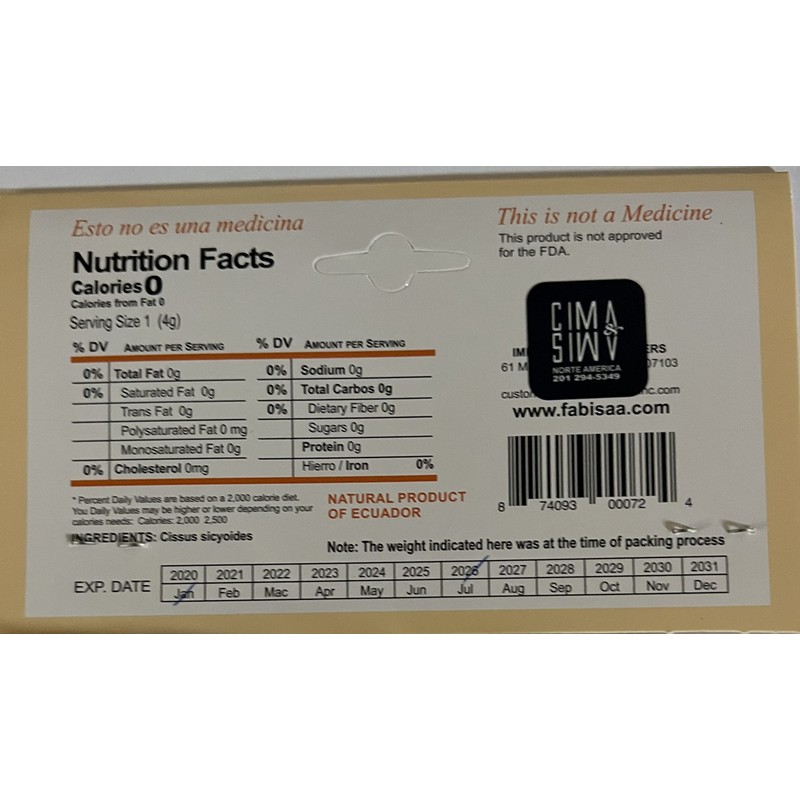 Esto no es una medicina
This is not a Medicine
This product is not approved
for the FDA.
Nutrition Facts
Calories 0
Calories from Fat 0
Serving Size 1 (4g)
% DV AMOUNT PER SERVING % DV AMOUNT PER SERVING
0% Total Fat 0g 0% Sodium 0g
0% Saturated Fat 0g 0% Total Carbos 0g
Trans Fat 0g 0% Dietary Fiber 0g
Polysaturated Fat 0 mg Sugars 0g
Monosaturated Fat 0g Protein 0g
0% Cholesterol 0mg Hierro / Iron 0%
CIMA
&
SIMA
NORTE AMERICA
201 294-5349
61 M 07103
www.fabisaa.com
8 74093 00072 4
* Percent Daily Values are based on a 2,000 calorie diet.
You Daily Values may be higher or lower depending on your
calories needs: Calories: 2,000 2,500
NATURAL PRODUCT
OF ECUADOR
INGREDIENTS: Cissus sicyoides
Note: The weight indicated here was at the time of packing process
EXP. DATE
2020 2021 2022 2023 2024 2025 2026 2027 2028 2029 2030 2031
Jan Feb Mac Apr May Jun Jul Aug Sep Oct Nov Dec